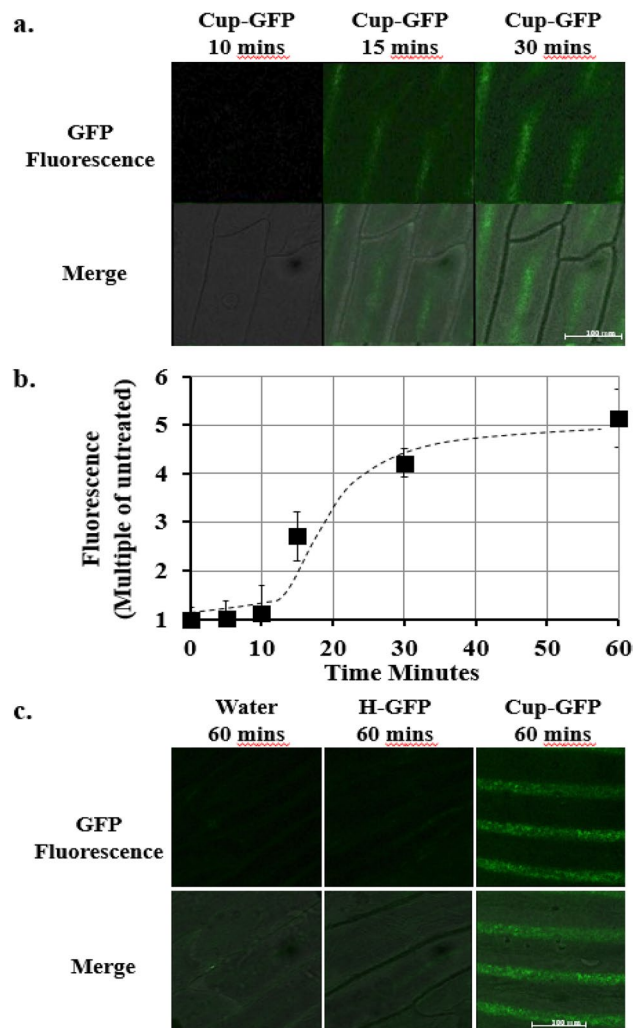 a.
Cup-GFP Cup-GFP Cup-GFP
10 mins 15 mins 30 mins
GFP
Fluorescence
Merge
b.
Fluorescence
(Multiple of untreated)
6
5
4
3
2
1
0 10 20 30 40 50 60
Time Minutes
c.
Water H-GFP Cup-GFP
60 mins 60 mins 60 mins
GFP
Fluorescence
Merge